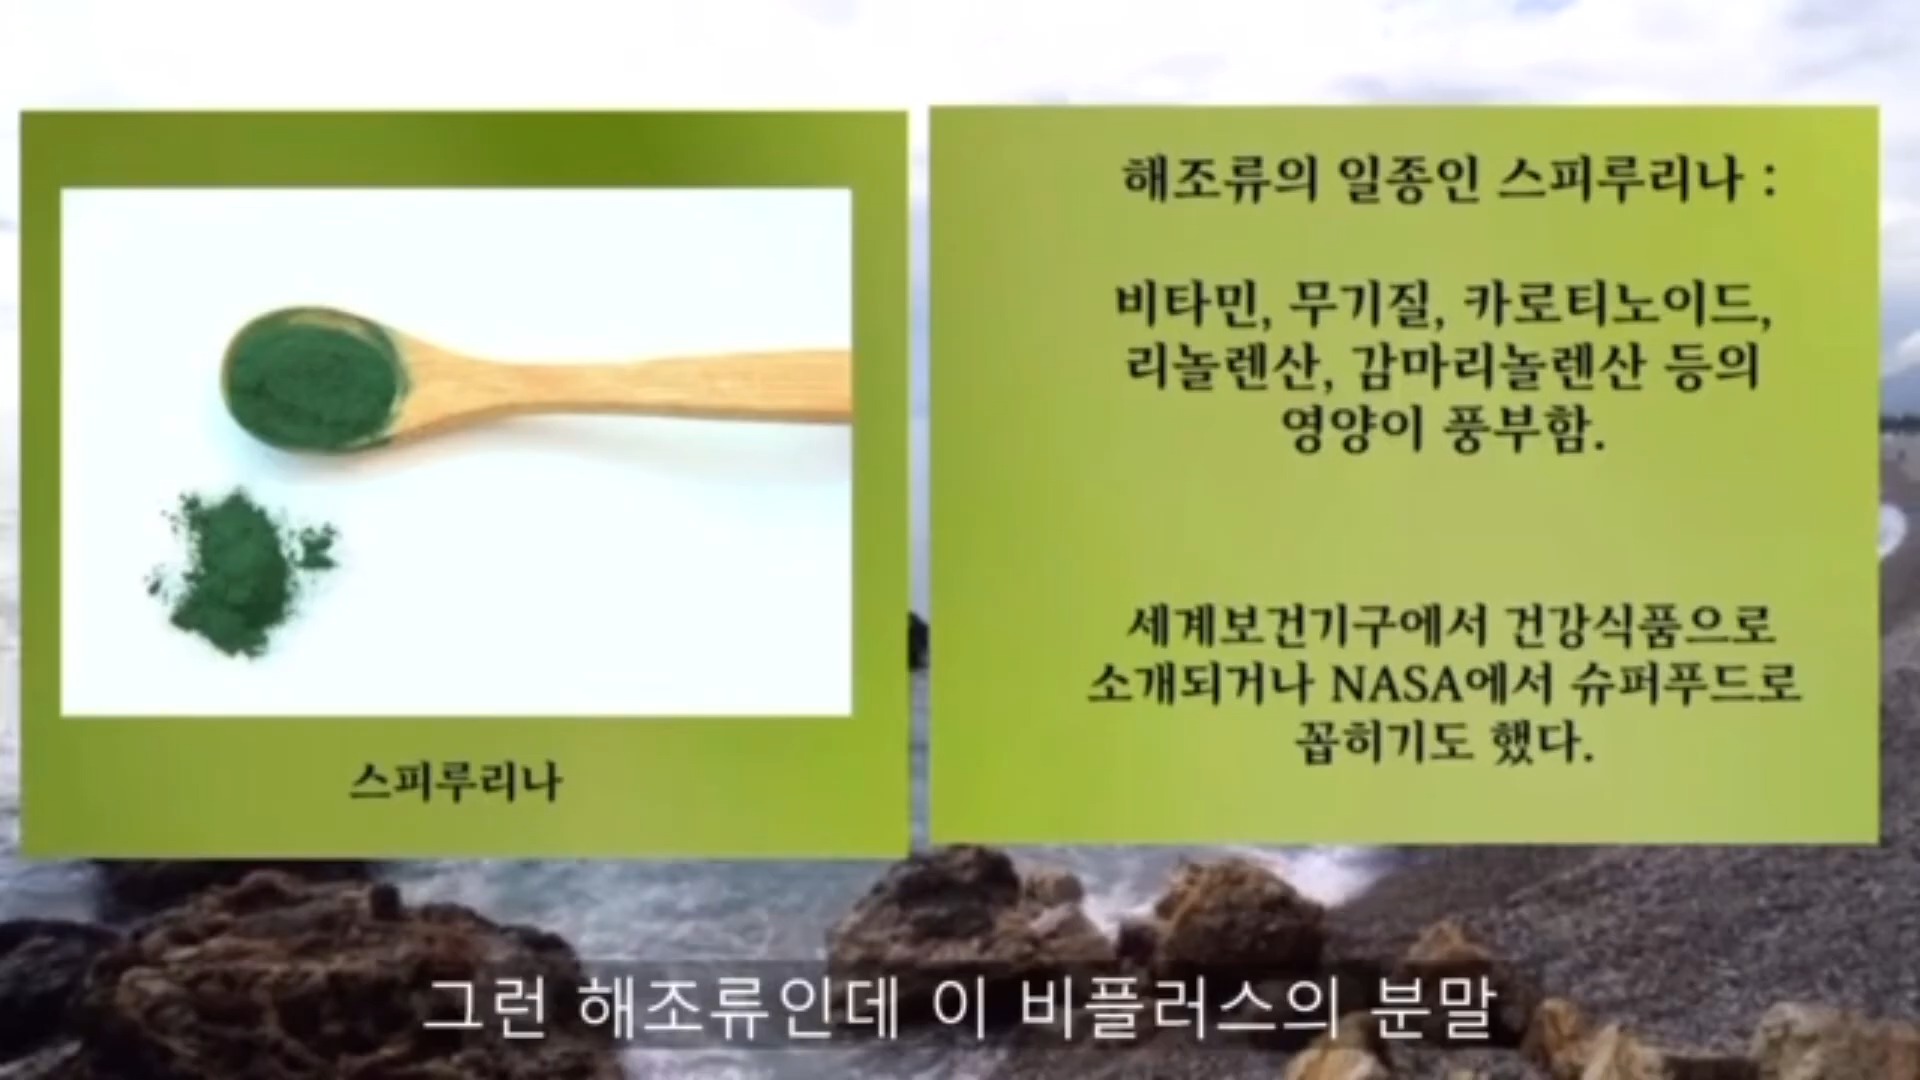 스피루리나
해조류의 일종인 스피루리나 :
비타민, 무기질, 카로티노이드,
리놀렌산, 감마리놀렌산 등의
영양이 풍부함.
세계보건기구에서 건강식품으로
소개되거나 NASA에서 슈퍼푸드로
꼽히기도 했다.
그런 해조류인데 이 비플러스의 분말